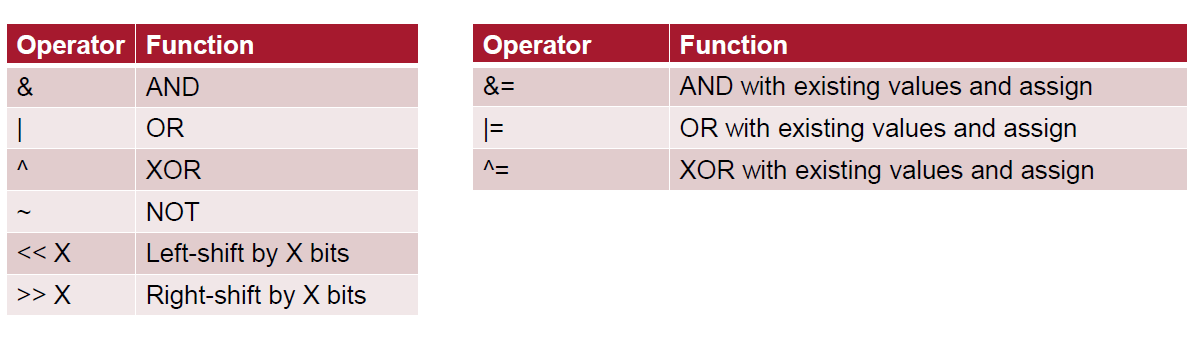 Operator Function
& AND
| OR
^ XOR
~ NOT
<< X Left-shift by X bits
>> X Right-shift by X bits
Operator Function
&= AND with existing values and assign
|= OR with existing values and assign
^= XOR with existing values and assign